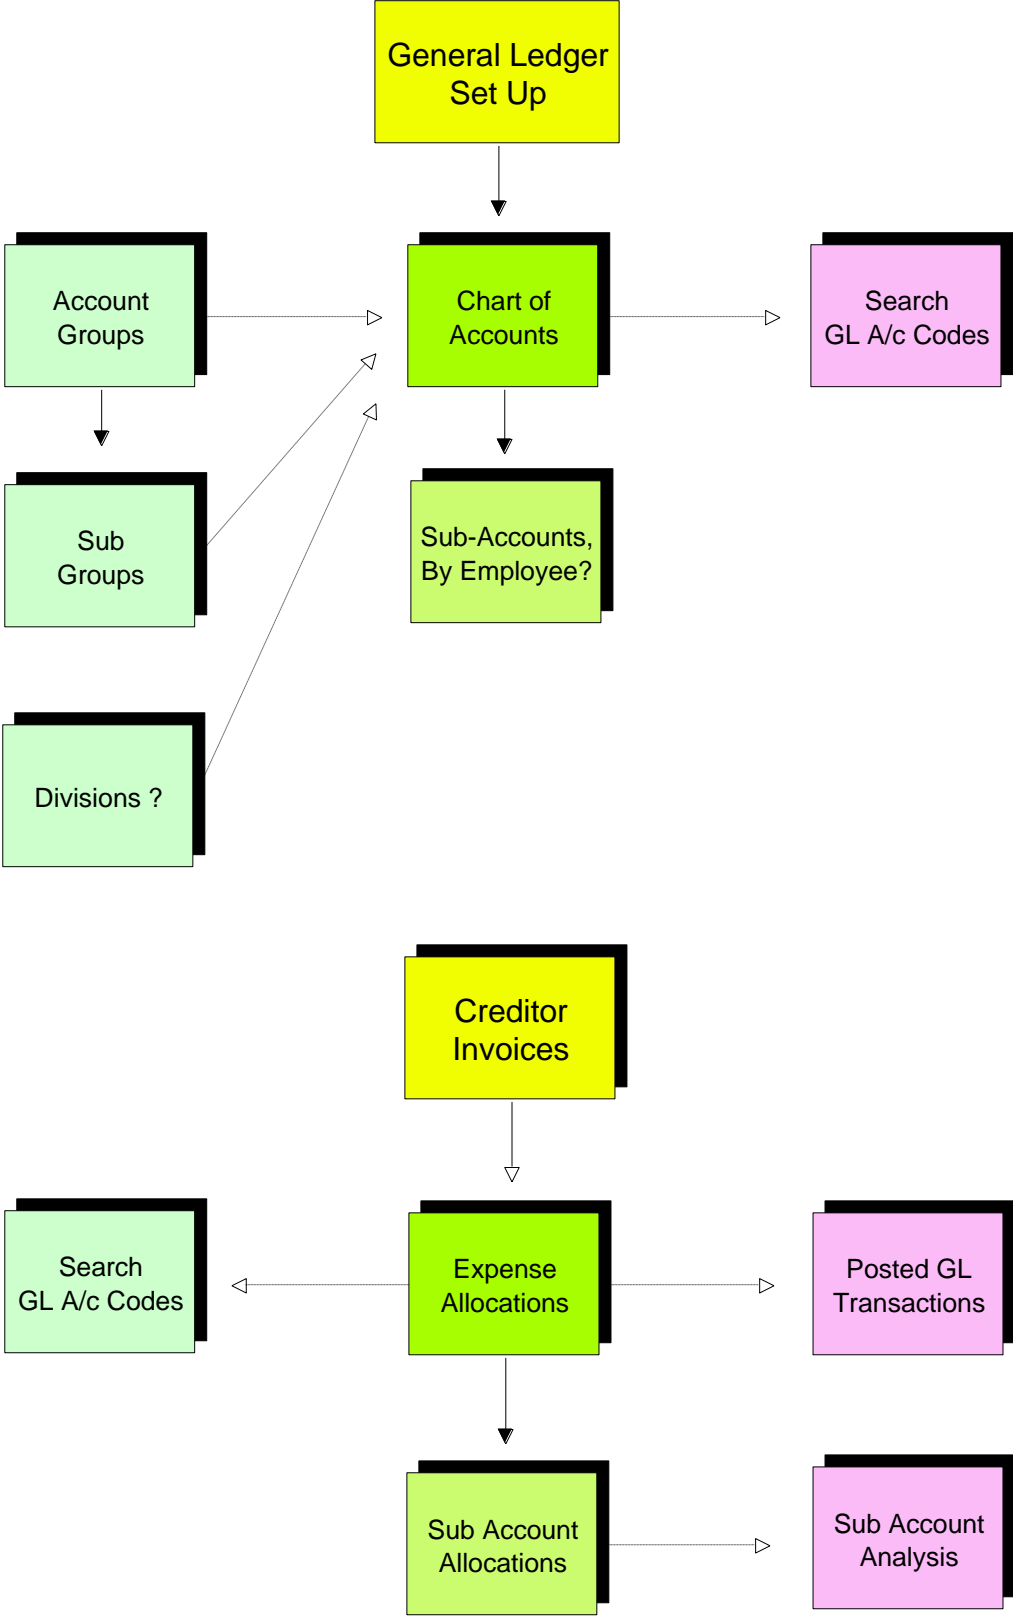 General Ledger
Set Up
Account
Groups
Chart of
Accounts
Search
GL A/c Codes
Sub
Groups
Sub-Accounts,
By Employee?
Divisions ?
Creditor
Invoices
Search
GL A/c Codes
Expense
Allocations
Posted GL
Transactions
Sub Account
Allocations
Sub Account
Analysis